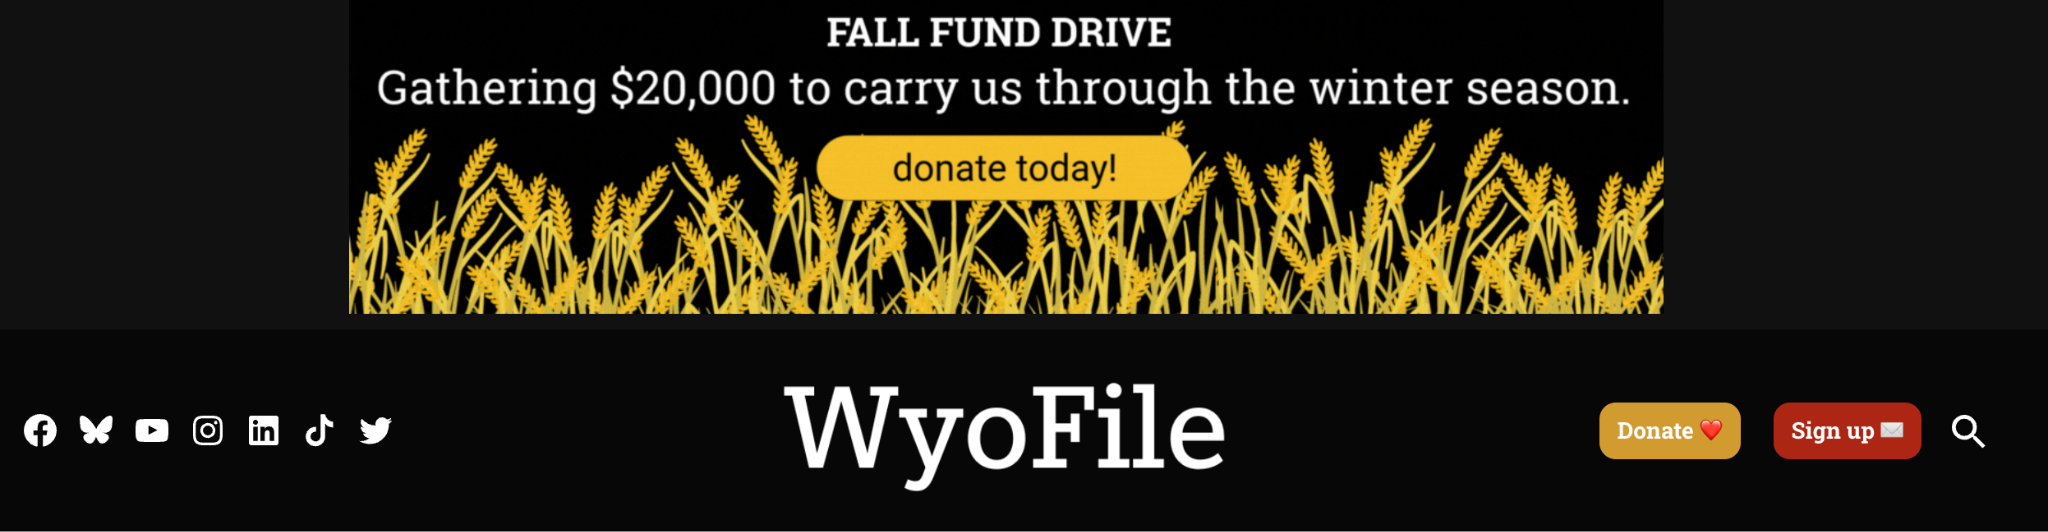 FALL FUND DRIVE
Gathering $20,000 to carry us through the winter season.
donate today!
WyoFile
Donate ❤️
Sign up ✉️